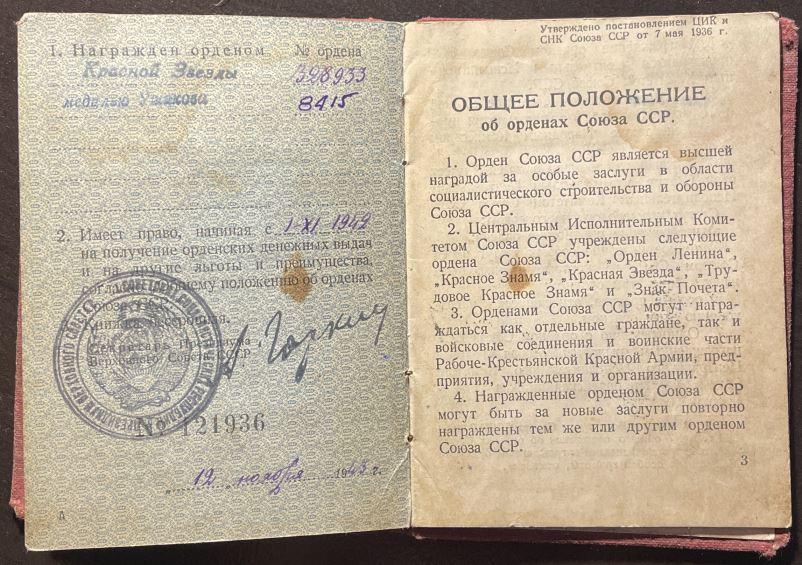 1. Награжден орденом № ордена
Красной Звезды 398933
медалью Ушакова 8415
2. Имеет право, начиная с 1-XI 1942
на получение орденских денежных выдач
и на другие льготы и преимущества,
согласно Общему положению об орденах
Союза ССР.
Книжка бессрочная.
Секретарь Президиума
Верховного Совета СССР
А. Горкин
№ 121936
„12 „ ноября 1943 г.
А
Утверждено постановлением ЦИК и
СНК Союза ССР от 7 мая 1936 г.
ОБЩЕЕ ПОЛОЖЕНИЕ
об орденах Союза ССР.
1. Орден Союза ССР является высшей
наградой за особые заслуги в области
социалистического строительства и обороны
Союза ССР.
2. Центральным Исполнительным Коми-
тетом Союза ССР учреждены следующие
ордена Союза ССР: „Орден Ленина“,
„Красное Знамя“, „Красная Звезда“, „Тру-
довое Красное Знамя“ и „Знак Почета“.
3. Орденами Союза ССР могут награ-
ждаться как отдельные граждане, так и
войсковые соединения и воинские части
Рабоче-Крестьянской Красной Армии, пред-
приятия, учреждения и организации.
4. Награжденные орденом Союза ССР
могут быть за новые заслуги повторно
награждены тем же или другим орденом
Союза ССР.
3